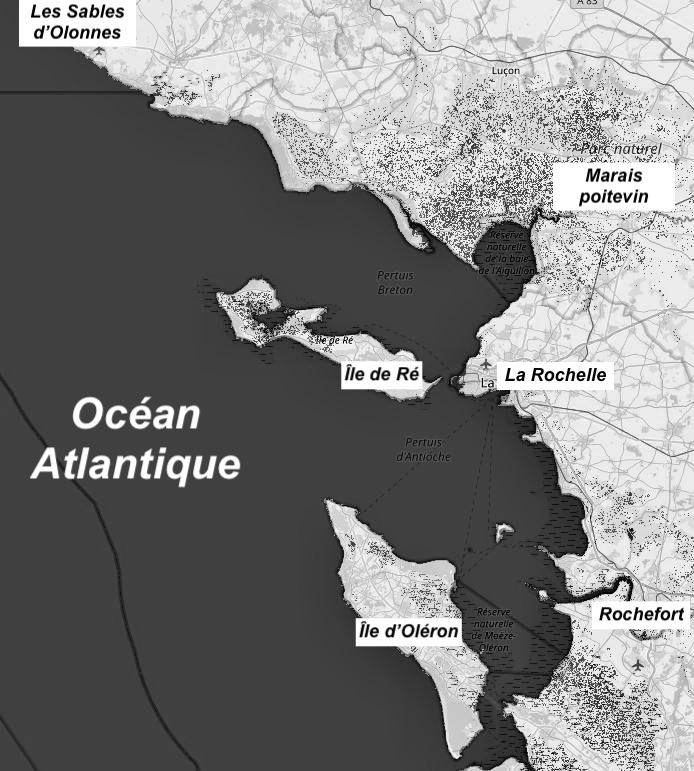 Les Sables
d'Olonnes
A 83
Luçon
Parc naturel
Marais
poitevin
Réserve
naturelle
de la baie
de l'Aiguillon
Pertuis
Breton
Île de Ré
Île de Ré
La
La Rochelle
Océan
Atlantique
Pertuis
d'Antioche
Île d'Oléron
Réserve
naturelle
de Moëze-
Oléron
Rochefort